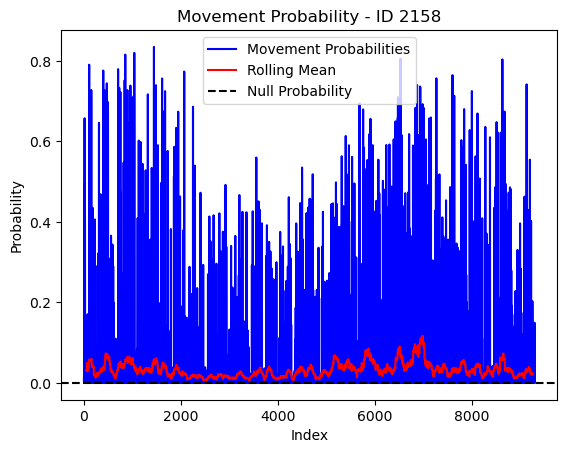 Movement Probability - ID 2158
Movement Probabilities
Rolling Mean
Null Probability
Probability
0.8
0.6
0.4
0.2
0.0
0 2000 4000 6000 8000
Index